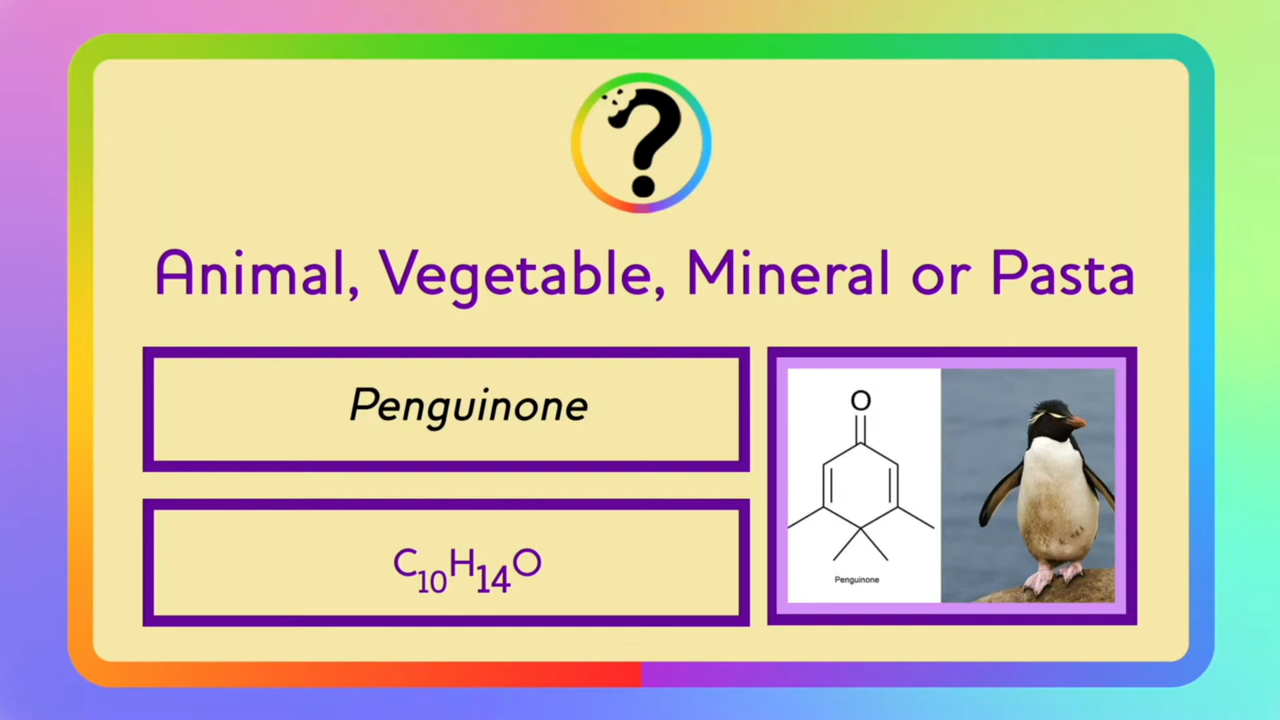 ?
Animal, Vegetable, Mineral or Pasta
Penguinone
C₁₀H₁₄O
O
Penguinone